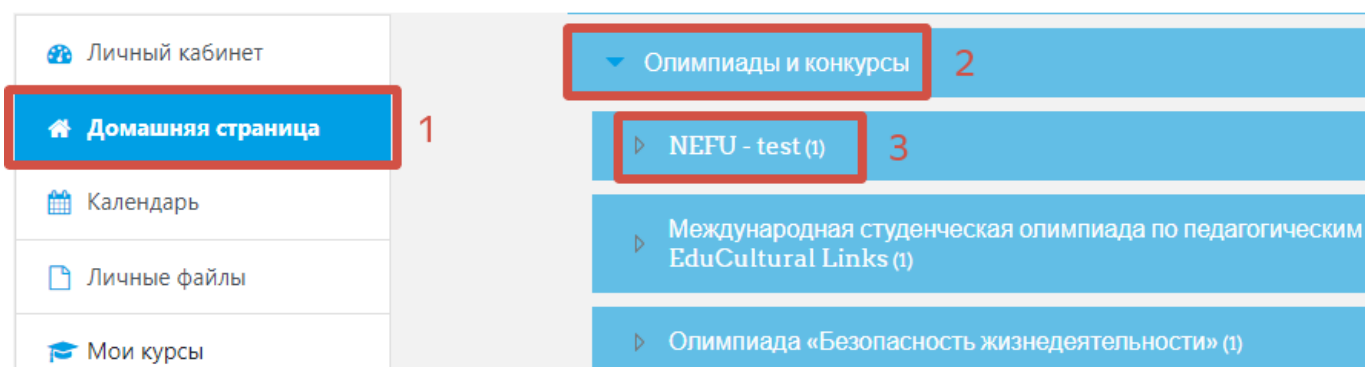 Личный кабинет
Домашняя страница
1
Календарь
Личные файлы
Мои курсы
Олимпиады и конкурсы
2
NEFU - test (1)
3
Международная студенческая олимпиада по педагогическим
EduCultural Links (1)
Олимпиада «Безопасность жизнедеятельности» (1)